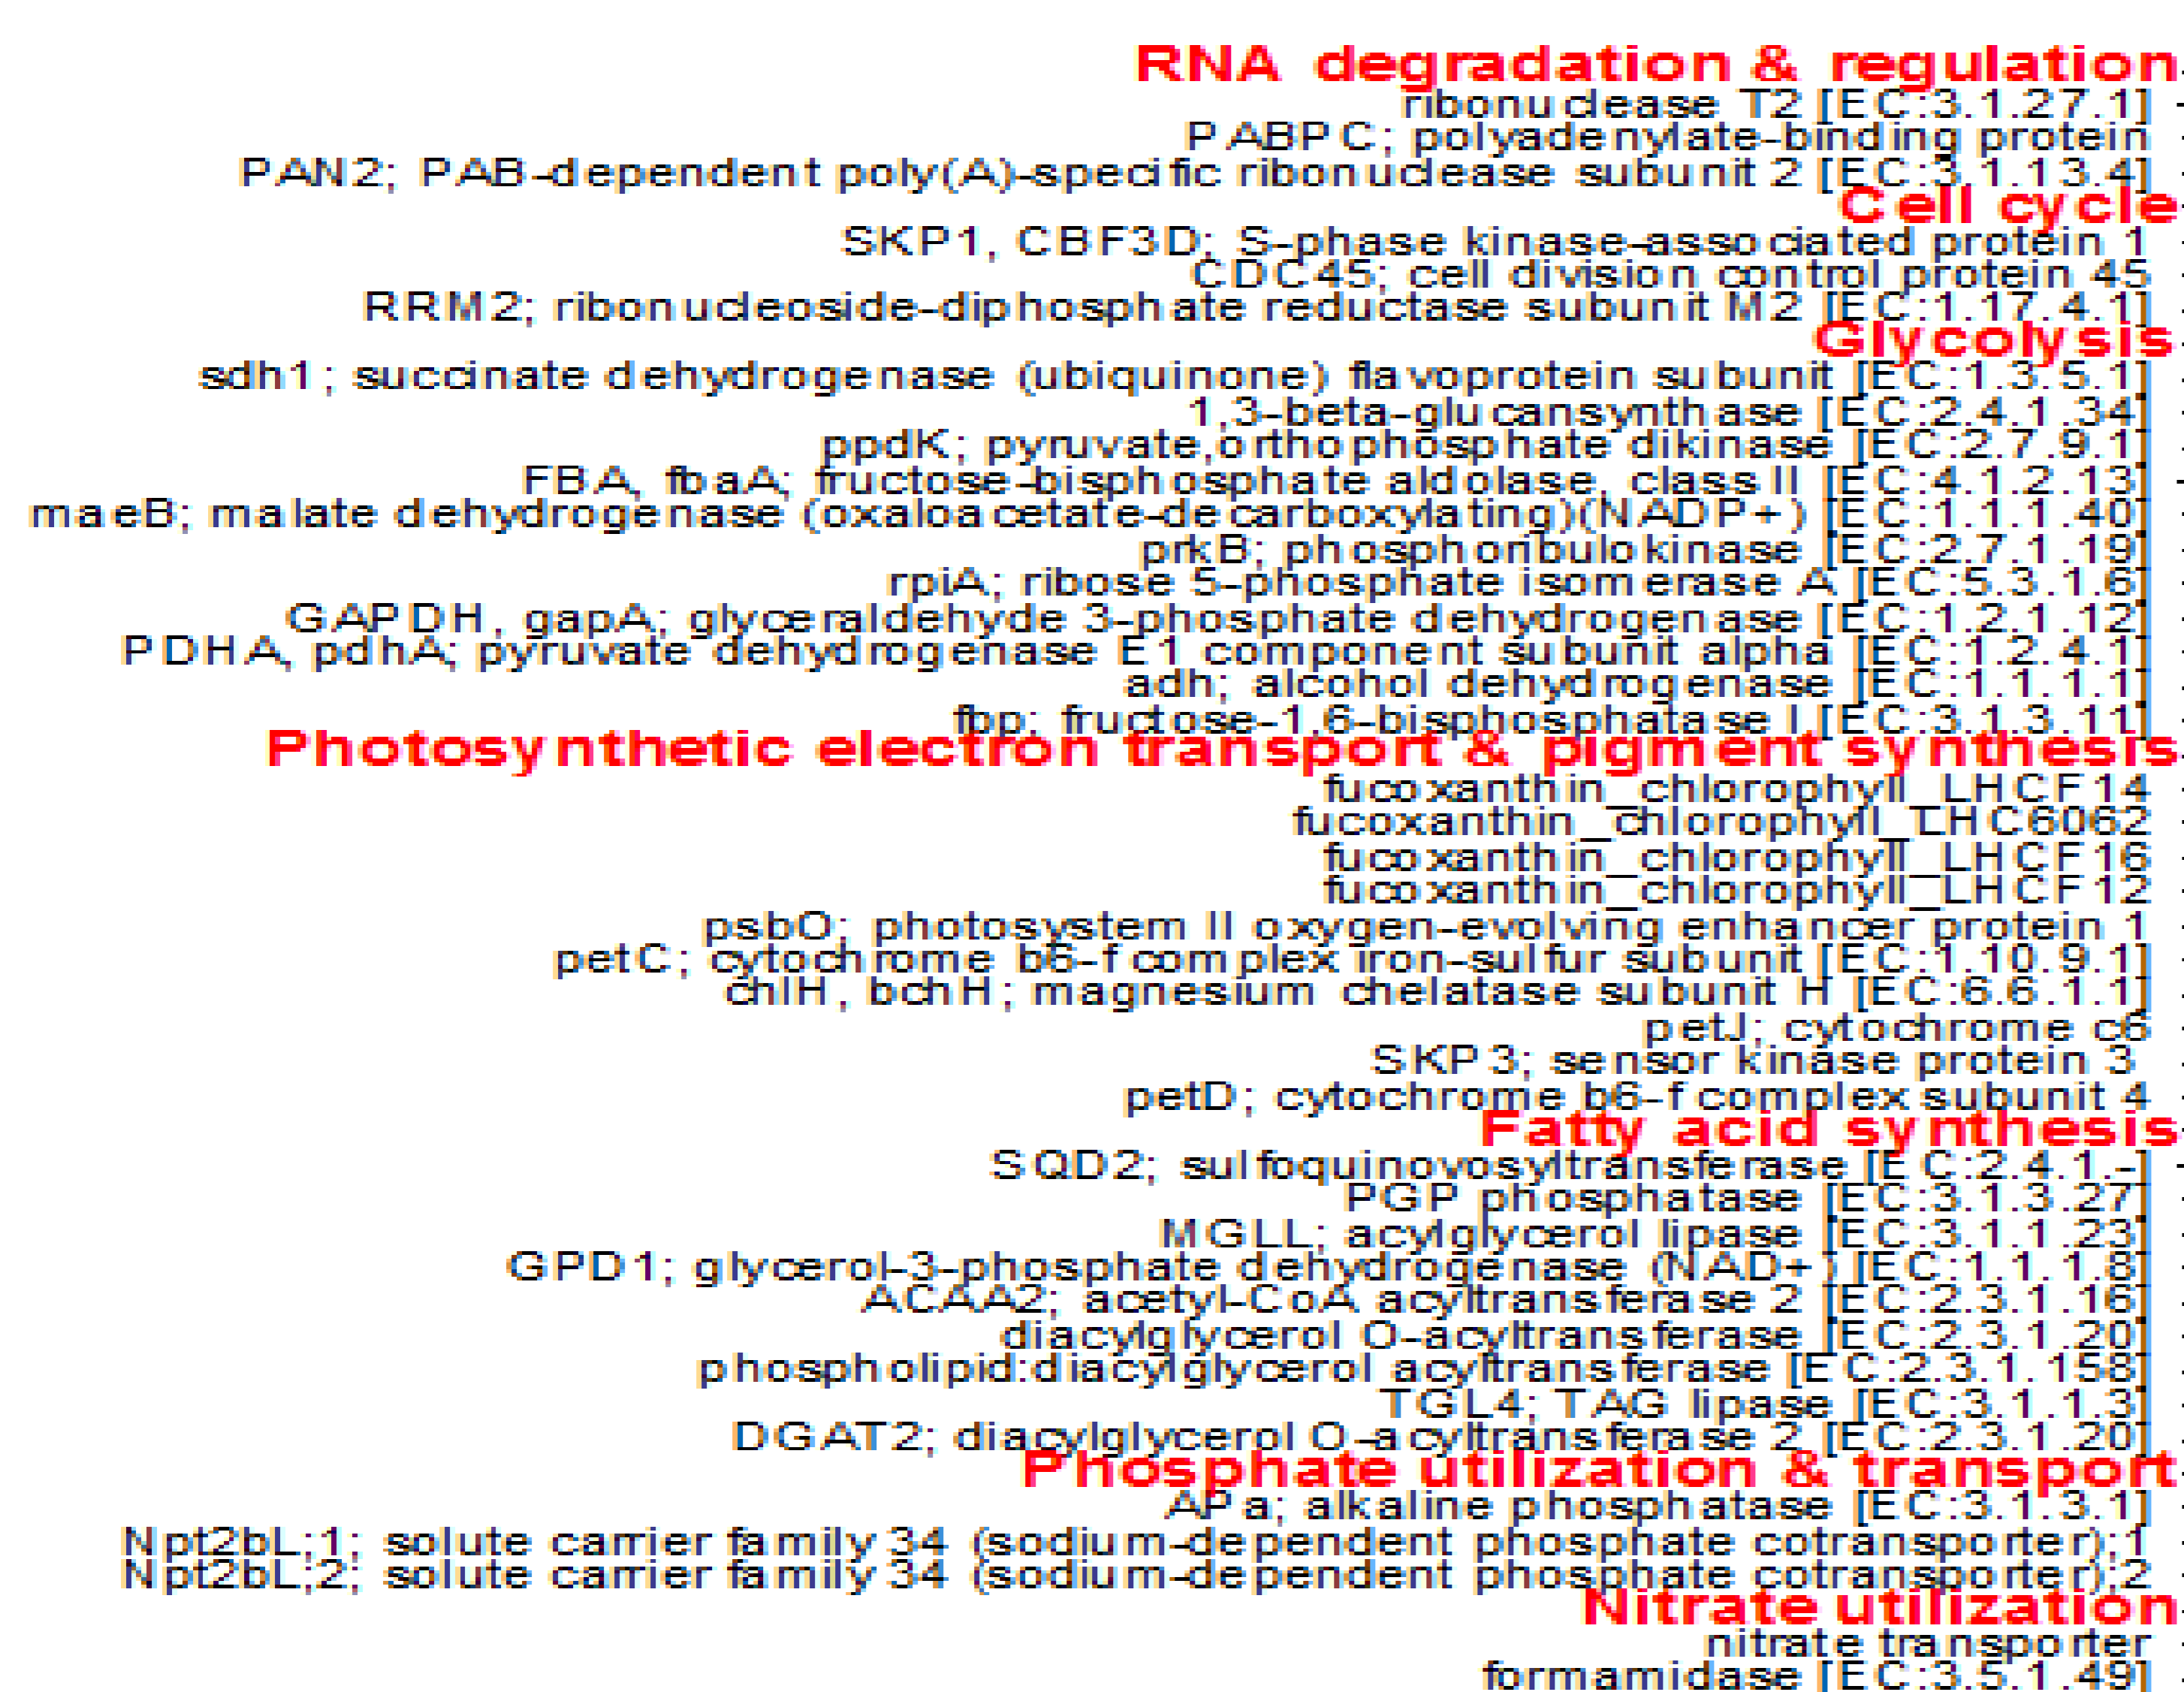 RNA degradation & regulation
ribonuclease T2 [EC:3.1.27.1]
PABPC; polyadenylate-binding protein
PAN2; PAB-dependent poly(A)-specific ribonuclease subunit 2 [EC:3.1.13.4]
Cell cycle
SKP1, CBF3D; S-phase kinase-associated protein 1
CDC45; cell division control protein 45
RRM2; ribonucleoside-diphosphate reductase subunit M2 [EC:1.17.4.1]
Glycolysis
sdh1; succinate dehydrogenase (ubiquinone) flavoprotein subunit [EC:1.3.5.1]
1,3-beta-glucansynthase [EC:2.4.1.34]
ppdK; pyruvate,orthophosphate dikinase [EC:2.7.9.1]
FBA, fbaA; fructose-bisphosphate aldolase, class II [EC:4.1.2.13]
maeB; malate dehydrogenase (oxaloacetate-decarboxylating)(NADP+) [EC:1.1.1.40]
prkB; phosphoribulokinase [EC:2.7.1.19]
rpiA; ribose 5-phosphate isomerase A [EC:5.3.1.6]
GAPDH, gapA; glyceraldehyde 3-phosphate dehydrogenase [EC:1.2.1.12]
PDHA, pdhA; pyruvate dehydrogenase E1 component subunit alpha [EC:1.2.4.1]
adh; alcohol dehydrogenase [EC:1.1.1.1]
fbp; fructose-1,6-bisphosphatase I [EC:3.1.3.11]
Photosynthetic electron transport & pigment synthesis
fucoxanthin_chlorophyll_LHCF14
fucoxanthin_chlorophyll_LHC6062
fucoxanthin_chlorophyll_LHCF16
fucoxanthin_chlorophyll_LHCF12
psbO; photosystem II oxygen-evolving enhancer protein 1
petC; cytochrome b6-f complex iron-sulfur subunit [EC:1.10.9.1]
chlH, bchH; magnesium chelatase subunit H [EC:6.6.1.1]
petJ; cytochrome c6
SKP3; sensor kinase protein 3
petD; cytochrome b6-f complex subunit 4
Fatty acid synthesis
SQD2; sulfoquinovosyltransferase [EC:2.4.1.-]
PGP phosphatase [EC:3.1.3.27]
MGLL; acylglycerol lipase [EC:3.1.1.23]
GPD1; glycerol-3-phosphate dehydrogenase (NAD+) [EC:1.1.1.8]
ACAA2; acetyl-CoA acyltransferase 2 [EC:2.3.1.16]
diacylglycerol O-acyltransferase [EC:2.3.1.20]
phospholipid:diacylglycerol acyltransferase [EC:2.3.1.158]
TGL4; TAG lipase [EC:3.1.1.3]
DGAT2; diacylglycerol O-acyltransferase 2 [EC:2.3.1.20]
Phosphate utilization & transport
APa; alkaline phosphatase [EC:3.1.3.1]
Npt2bL;1; solute carrier family 34 (sodium-dependent phosphate cotransporter);1
Npt2bL;2; solute carrier family 34 (sodium-dependent phosphate cotransporter);2
Nitrate utilization
nitrate transporter
formamidase [EC:3.5.1.49]